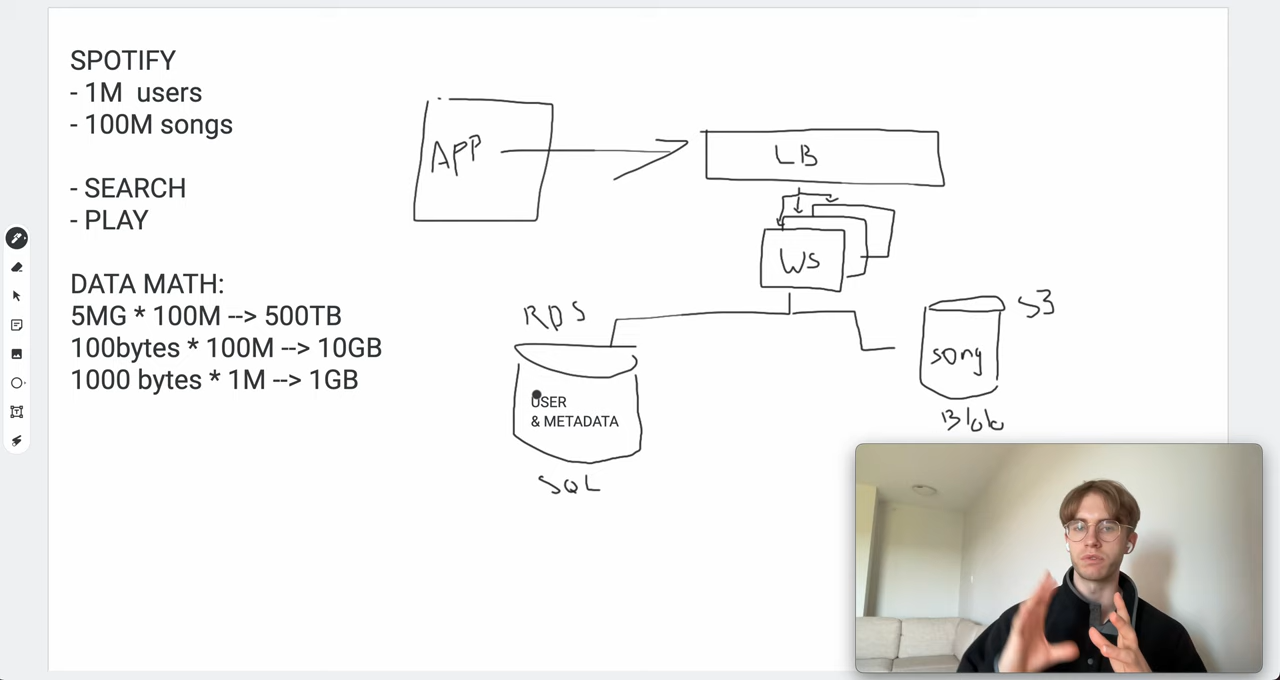 SPOTIFY
- 1M users
- 100M songs
- SEARCH
- PLAY
DATA MATH:
5MG * 100M --> 500TB
100bytes * 100M --> 10GB
1000 bytes * 1M --> 1GB
APP
LB
WS
RDS
USER
& METADATA
SQL
S3
song
Blob